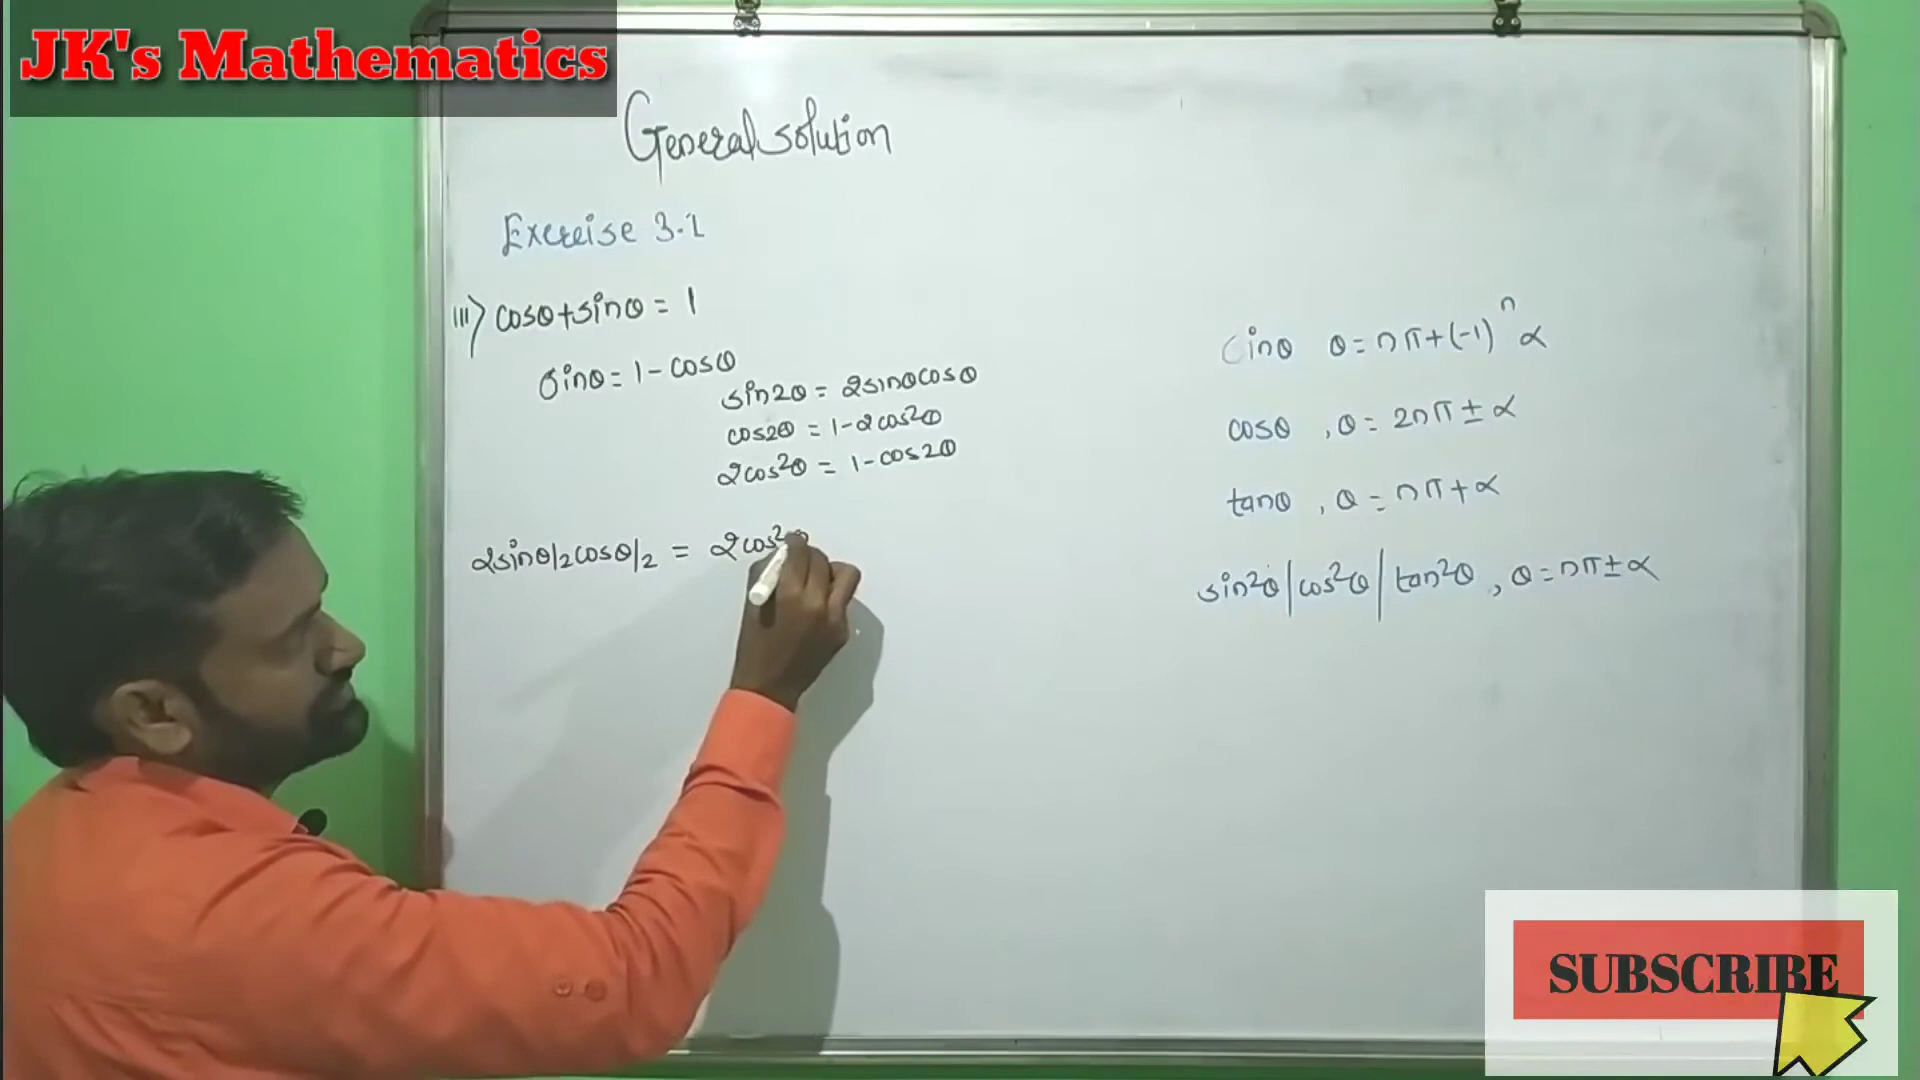 JK's Mathematics
General solution
Exercise 3.1
III) cosθ+sinθ = 1
sinθ = 1 - cosθ
sin2θ = 2sinθcosθ
cos2θ = 1-2cos²θ
2cos²θ = 1-cos2θ
2sinθ/2cosθ/2 = 2cos²
sinθ θ = nπ+(-1)ⁿ α
cosθ , θ = 2nπ ± α
tanθ , θ = nπ + α
sin²θ | cos²θ | tan²θ , θ = nπ ± α
SUBSCRIBE